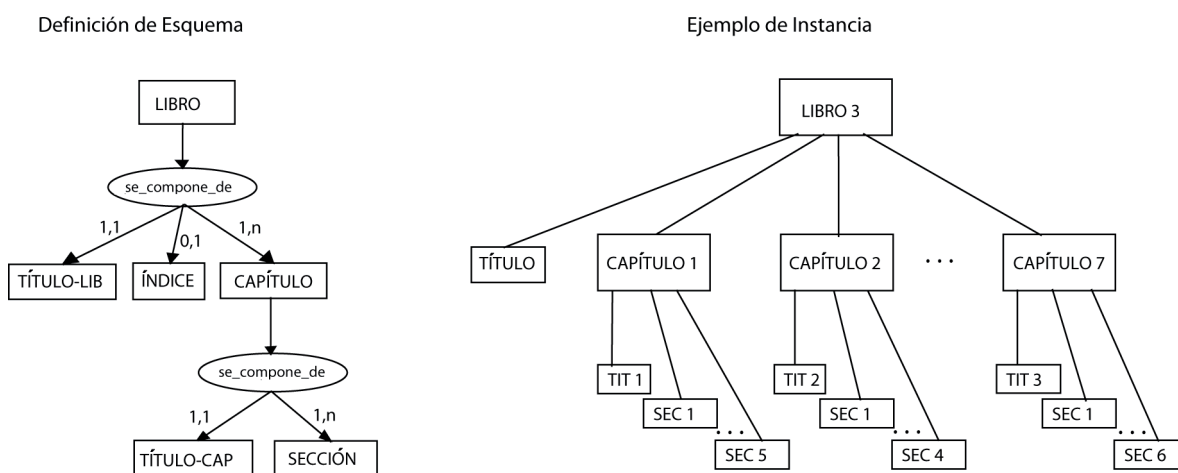 Definición de Esquema
Ejemplo de Instancia
LIBRO
se_compone_de
1,1
0,1
1,n
TÍTULO-LIB
ÍNDICE
CAPÍTULO
se_compone_de
1,1
1,n
TÍTULO-CAP
SECCIÓN
LIBRO 3
TÍTULO
CAPÍTULO 1
CAPÍTULO 2
...
CAPÍTULO 7
TIT 1
SEC 1
...
SEC 5
TIT 2
SEC 1
...
SEC 4
TIT 3
SEC 1
...
SEC 6